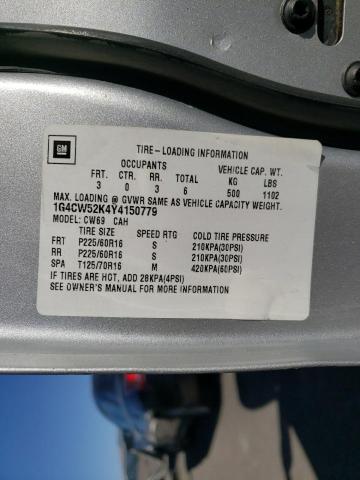 GM
TIRE-LOADING INFORMATION
OCCUPANTS VEHICLE CAP. WT.
FRT. CTR. RR. TOTAL KG LBS
3 0 3 6 500 1102
MAX. LOADING @ GVWR SAME AS VEHICLE CAPACITY WEIGHT.
1G4CW52K4Y4150779
MODEL: CW69 CAH
TIRE SIZE SPEED RTG COLD TIRE PRESSURE
FRT P225/60R16 S 210KPA(30PSI)
RR P225/60R16 S 210KPA(30PSI)
SPA T125/70R16 M 420KPA(60PSI)
IF TIRES ARE HOT, ADD 28KPA(4PSI)
SEE OWNER'S MANUAL FOR MORE INFORMATION